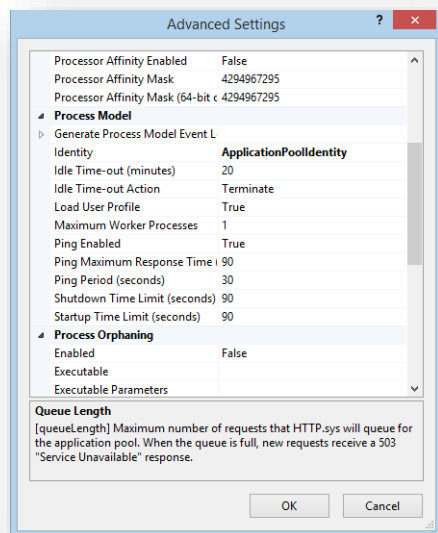 Advanced Settings
Processor Affinity Enabled False
Processor Affinity Mask 4294967295
Processor Affinity Mask (64-bit c 4294967295
Process Model
Generate Process Model Event L
Identity ApplicationPoolIdentity
Idle Time-out (minutes) 20
Idle Time-out Action Terminate
Load User Profile True
Maximum Worker Processes 1
Ping Enabled True
Ping Maximum Response Time ( 90
Ping Period (seconds) 30
Shutdown Time Limit (seconds) 90
Startup Time Limit (seconds) 90
Process Orphaning
Enabled False
Executable
Executable Parameters
Queue Length
[queueLength] Maximum number of requests that HTTP.sys will queue for
the application pool. When the queue is full, new requests receive a 503
"Service Unavailable" response.
OK Cancel